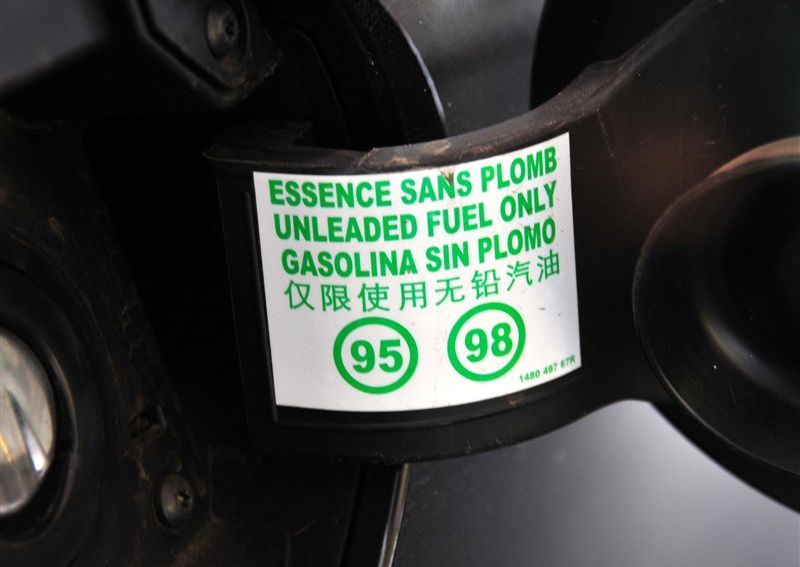 ESSENCE SANS PLOMB
UNLEADED FUEL ONLY
GASOLINA SIN PLOMO
仅限使用无铅汽油
95 98
1480 497 67R